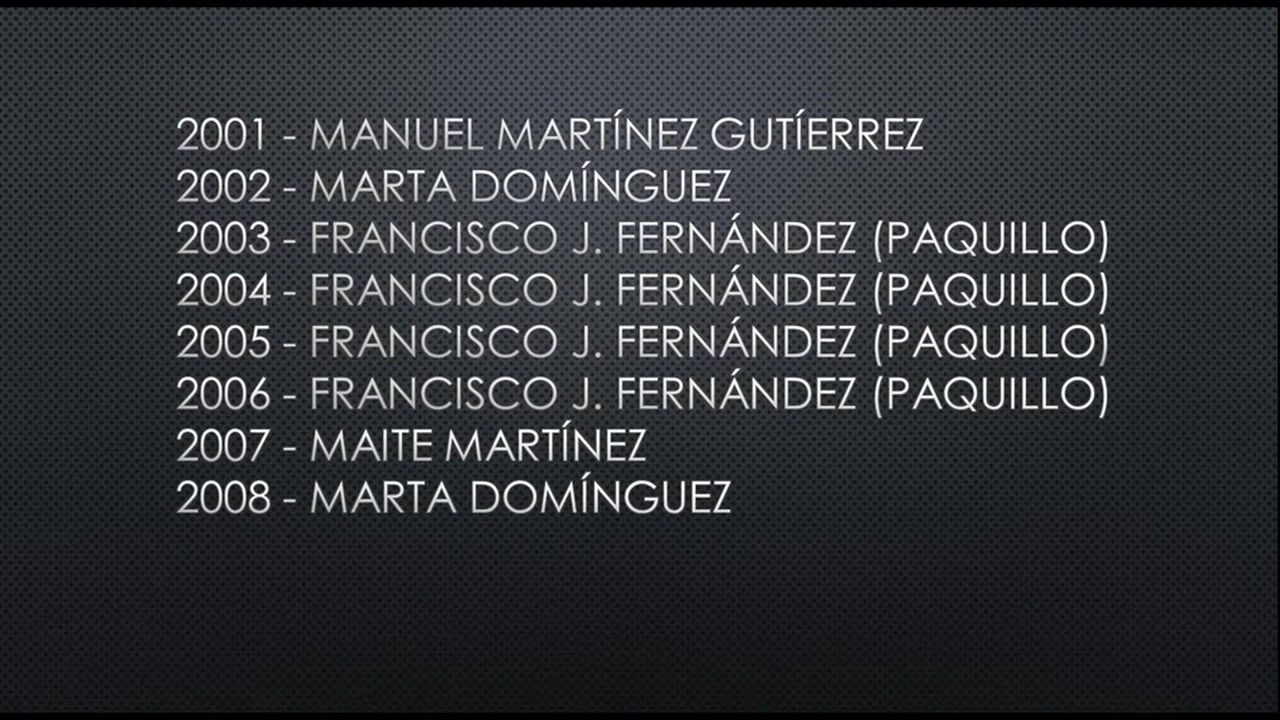 2001 - MANUEL MARTÍNEZ GUTÍERREZ
2002 - MARTA DOMÍNGUEZ
2003 - FRANCISCO J. FERNÁNDEZ (PAQUILLO)
2004 - FRANCISCO J. FERNÁNDEZ (PAQUILLO)
2005 - FRANCISCO J. FERNÁNDEZ (PAQUILLO)
2006 - FRANCISCO J. FERNÁNDEZ (PAQUILLO)
2007 - MAITE MARTÍNEZ
2008 - MARTA DOMÍNGUEZ